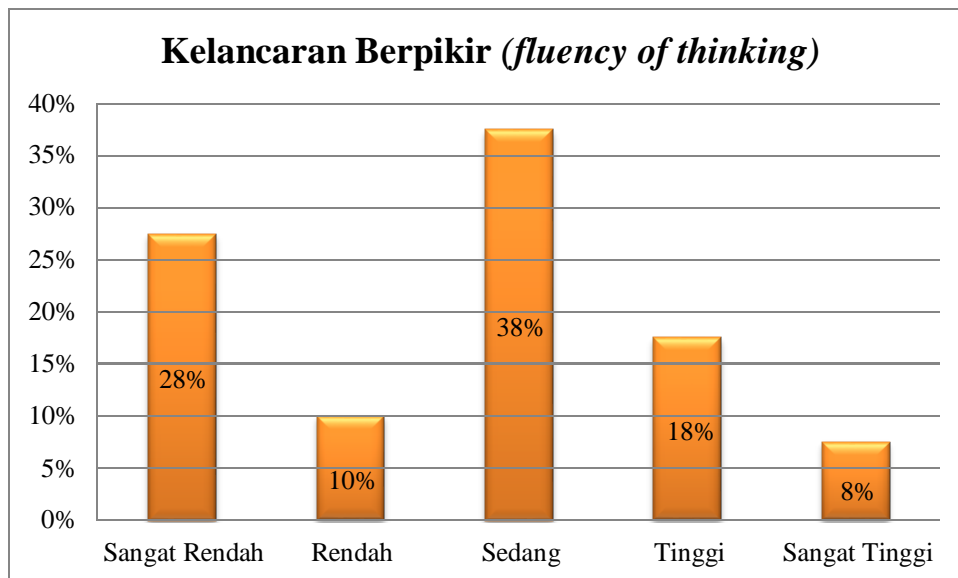 Kelancaran Berpikir (fluency of thinking)
40%
35%
30%
25%
20%
15%
10%
5%
0%
28%
10%
38%
18%
8%
Sangat Rendah
Rendah
Sedang
Tinggi
Sangat Tinggi